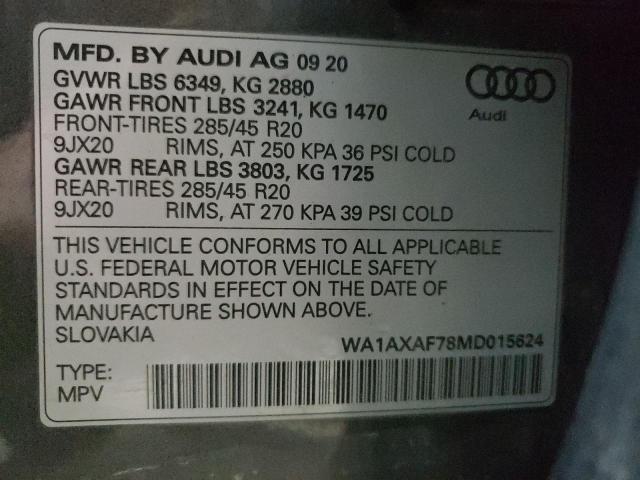 MFD. BY AUDI AG 09 20
GVWR LBS 6349, KG 2880
GAWR FRONT LBS 3241, KG 1470
FRONT-TIRES 285/45 R20
9JX20 RIMS, AT 250 KPA 36 PSI COLD
GAWR REAR LBS 3803, KG 1725
REAR-TIRES 285/45 R20
9JX20 RIMS, AT 270 KPA 39 PSI COLD
Audi
THIS VEHICLE CONFORMS TO ALL APPLICABLE
U.S. FEDERAL MOTOR VEHICLE SAFETY
STANDARDS IN EFFECT ON THE DATE OF
MANUFACTURE SHOWN ABOVE.
SLOVAKIA
WA1AXAF78MD015624
TYPE:
MPV